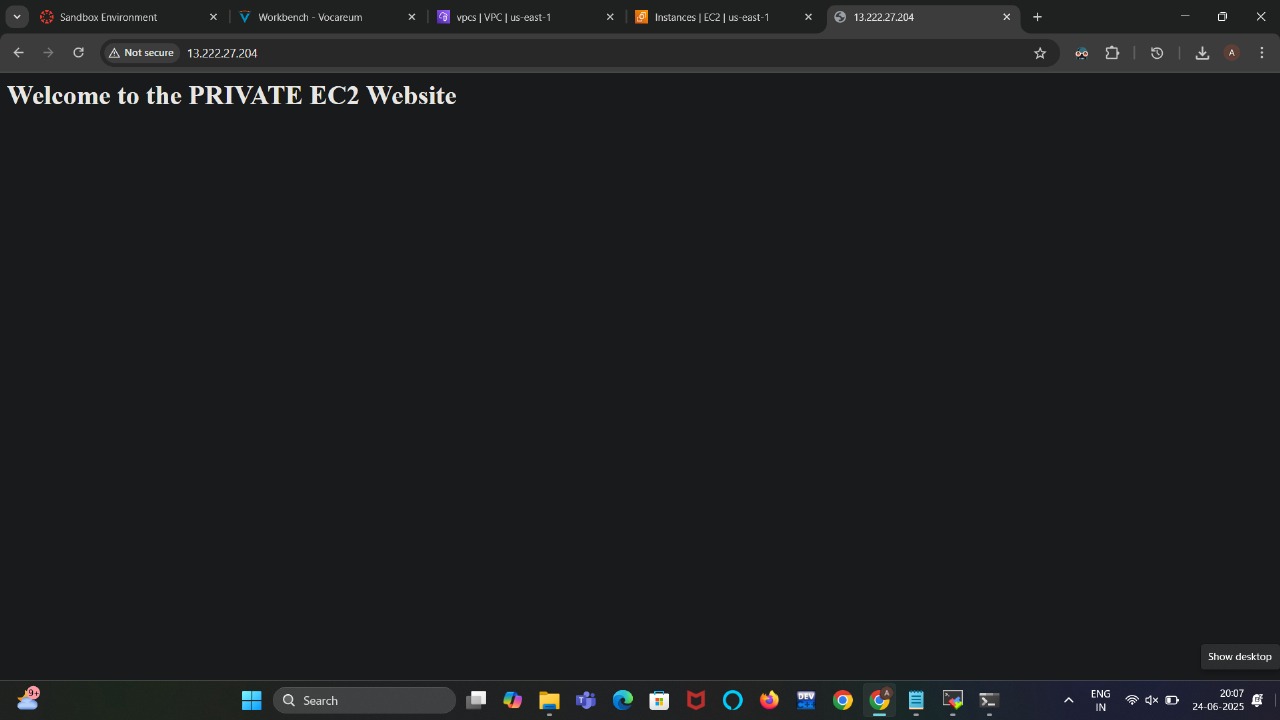 Sandbox Environment
Workbench - Vocareum
vpcs | VPC | us-east-1
Instances | EC2 | us-east-1
13.222.27.204
Not secure
13.222.27.204
A
Welcome to the PRIVATE EC2 Website
Show desktop
9+
Search
DEV
A
ENG
IN
20:07
24-06-2025